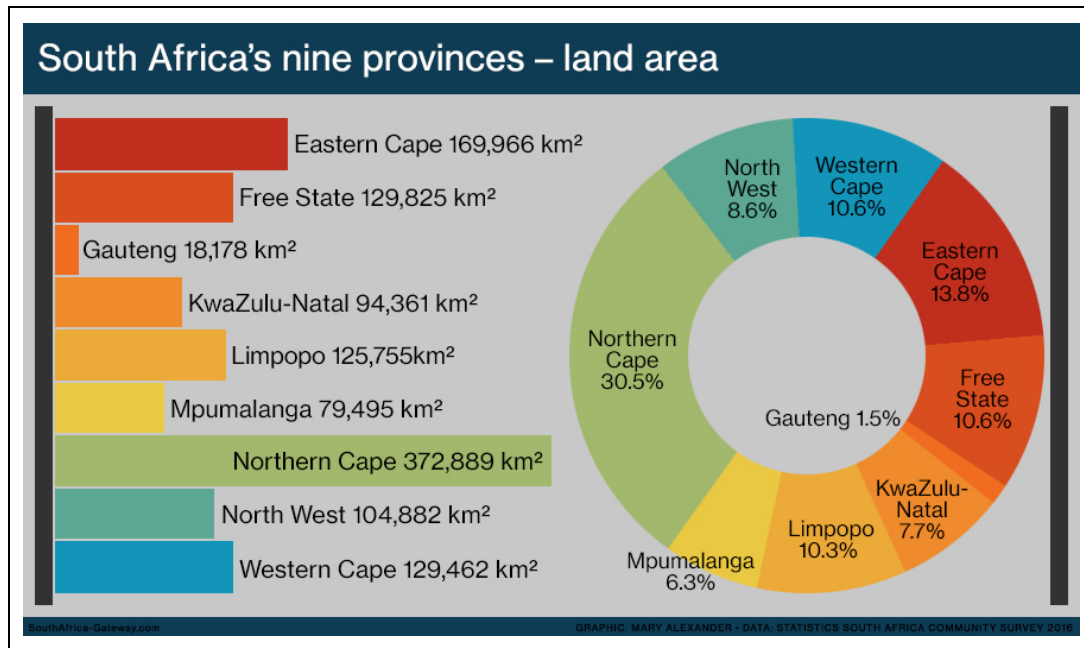 South Africa's nine provinces – land area
Eastern Cape 169,966 km²
Free State 129,825 km²
Gauteng 18,178 km²
KwaZulu-Natal 94,361 km²
Limpopo 125,755km²
Mpumalanga 79,495 km²
Northern Cape 372,889 km²
North West 104,882 km²
Western Cape 129,462 km²
North
West
8.6%
Western
Cape
10.6%
Eastern
Cape
13.8%
Northern
Cape
30.5%
Free
State
10.6%
Gauteng 1.5%
KwaZulu-
Natal
7.7%
Limpopo
10.3%
Mpumalanga
6.3%
SouthAfrica-Gateway.com
GRAPHIC: MARY ALEXANDER • DATA: STATISTICS SOUTH AFRICA COMMUNITY SURVEY 2016